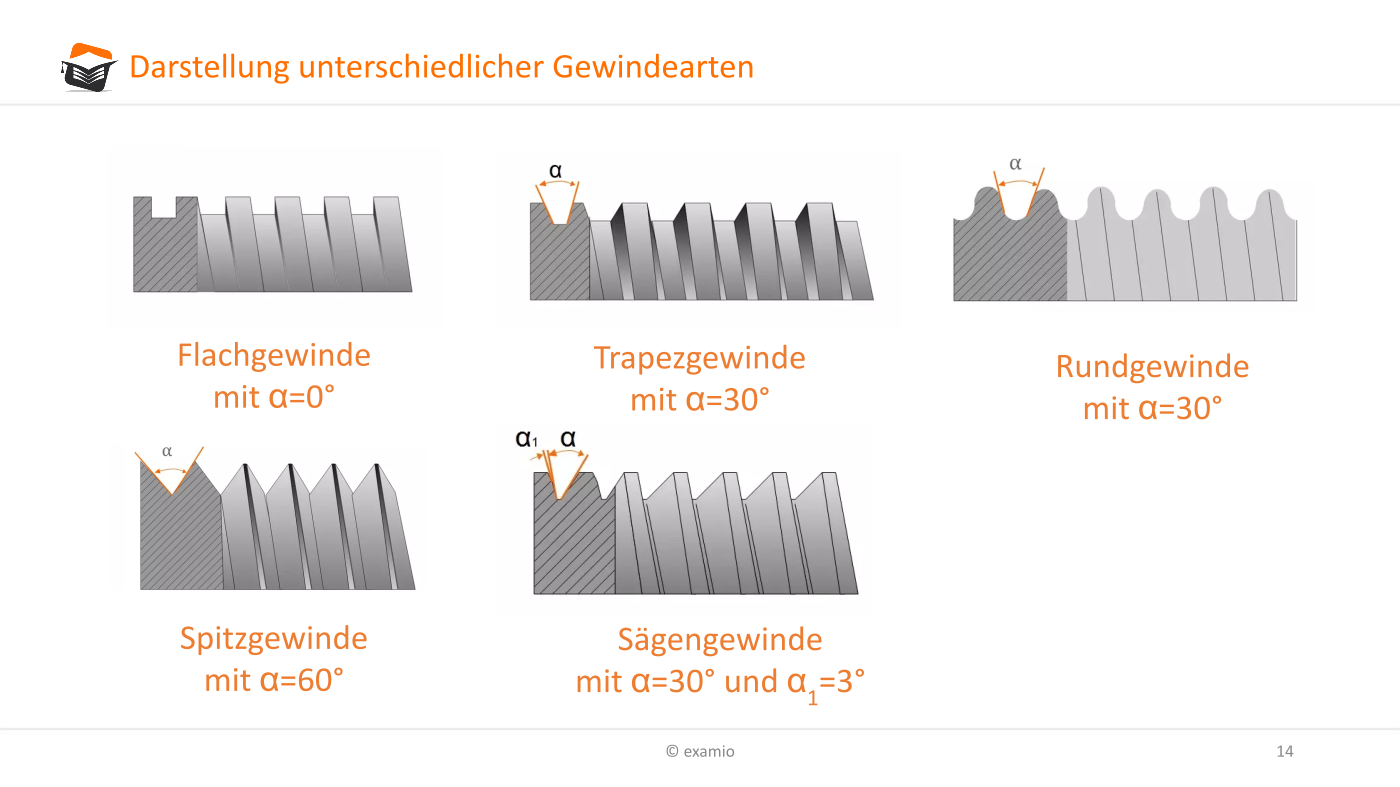 Darstellung unterschiedlicher Gewindearten
α
α
Flachgewinde
mit α=0°
Trapezgewinde
mit α=30°
Rundgewinde
mit α=30°
α
α₁ α
Spitzgewinde
mit α=60°
Sägengewinde
mit α=30° und α₁=3°
© examio
14